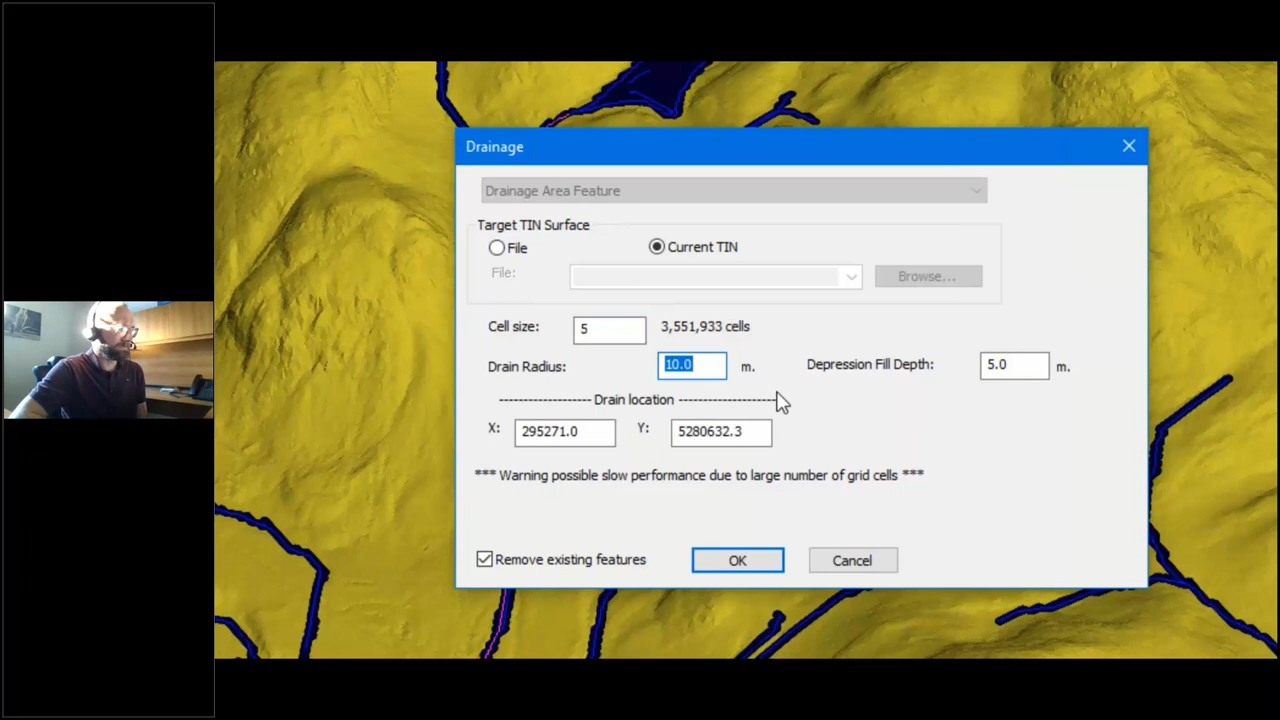 Drainage
Drainage Area Feature
Target TIN Surface
File
Current TIN
File:
Browse...
Cell size:
5
3,551,933 cells
Drain Radius:
10.0
m.
Depression Fill Depth:
5.0
m.
------------------- Drain location --------------------
X:
295271.0
Y:
5280632.3
*** Warning possible slow performance due to large number of grid cells ***
Remove existing features
OK
Cancel